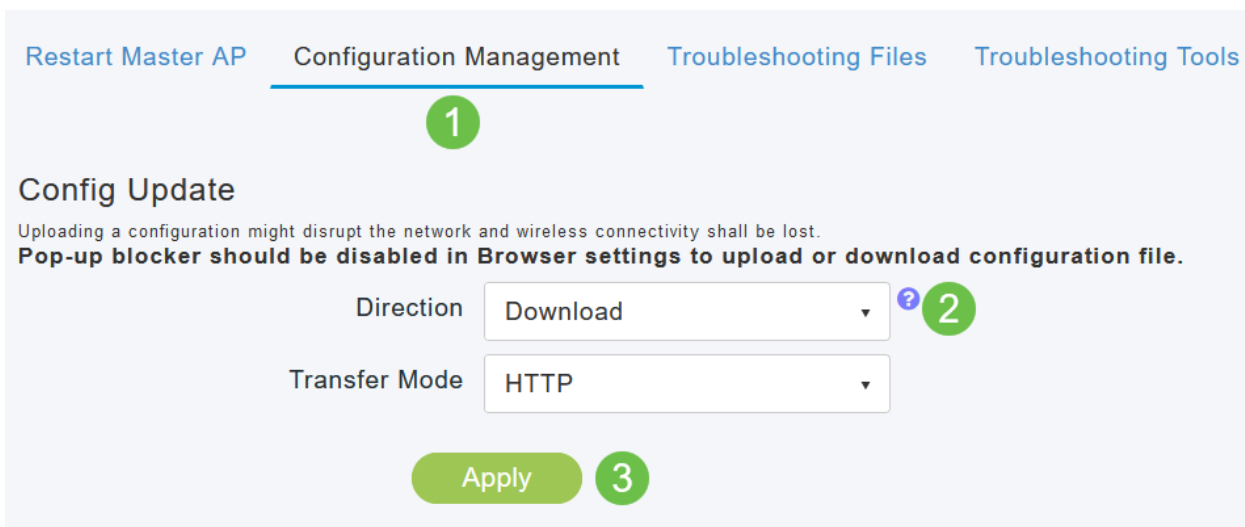 Restart Master AP Configuration Management Troubleshooting Files Troubleshooting Tools
1
Config Update
Uploading a configuration might disrupt the network and wireless connectivity shall be lost.
Pop-up blocker should be disabled in Browser settings to upload or download configuration file.
Direction Download ? 2
Transfer Mode HTTP
Apply 3